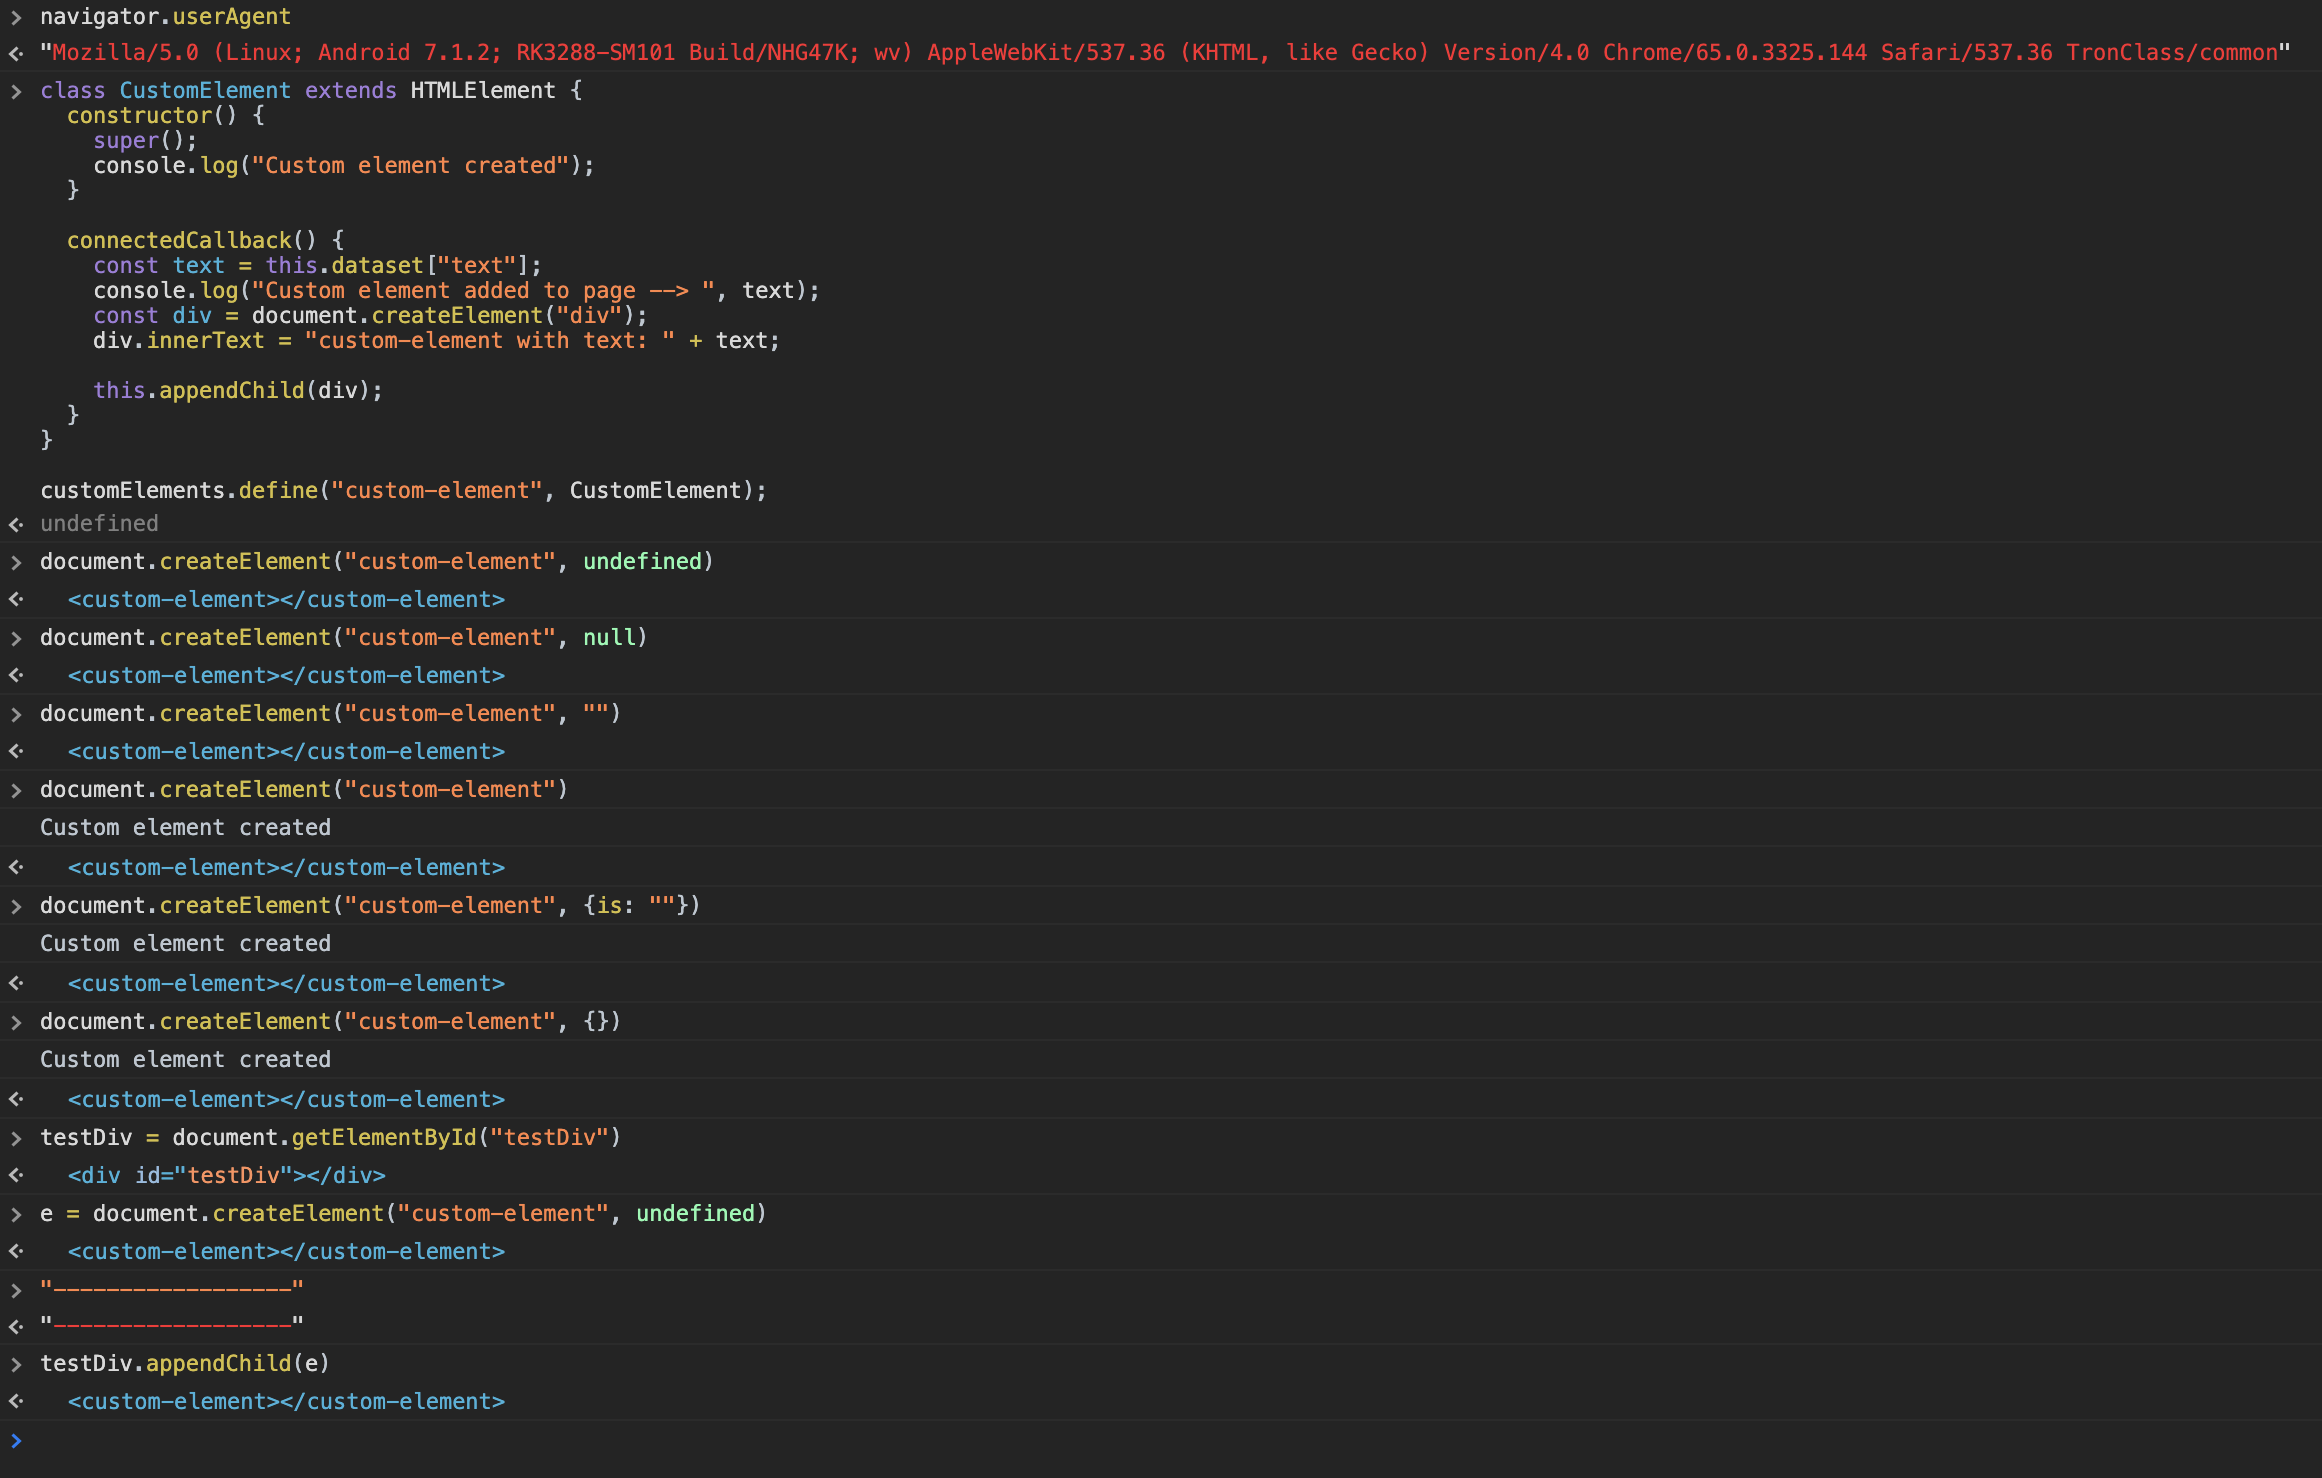 navigator.userAgent
"Mozilla/5.0 (Linux; Android 7.1.2; RK3288-SM101 Build/NHG47K; wv) AppleWebKit/537.36 (KHTML, like Gecko) Version/4.0 Chrome/65.0.3325.144 Safari/537.36 TronClass/common"
class CustomElement extends HTMLElement {
  constructor() {
    super();
    console.log("Custom element created");
  }

  connectedCallback() {
    const text = this.dataset["text"];
    console.log("Custom element added to page --> ", text);
    const div = document.createElement("div");
    div.innerText = "custom-element with text: " + text;

    this.appendChild(div);
  }
}

customElements.define("custom-element", CustomElement);
undefined
document.createElement("custom-element", undefined)
<custom-element></custom-element>
document.createElement("custom-element", null)
<custom-element></custom-element>
document.createElement("custom-element", "")
<custom-element></custom-element>
document.createElement("custom-element")
Custom element created
<custom-element></custom-element>
document.createElement("custom-element", {is: ""})
Custom element created
<custom-element></custom-element>
document.createElement("custom-element", {})
Custom element created
<custom-element></custom-element>
testDiv = document.getElementById("testDiv")
<div id="testDiv"></div>
e = document.createElement("custom-element", undefined)
<custom-element></custom-element>
"------------------"
"------------------"
testDiv.appendChild(e)
<custom-element></custom-element>